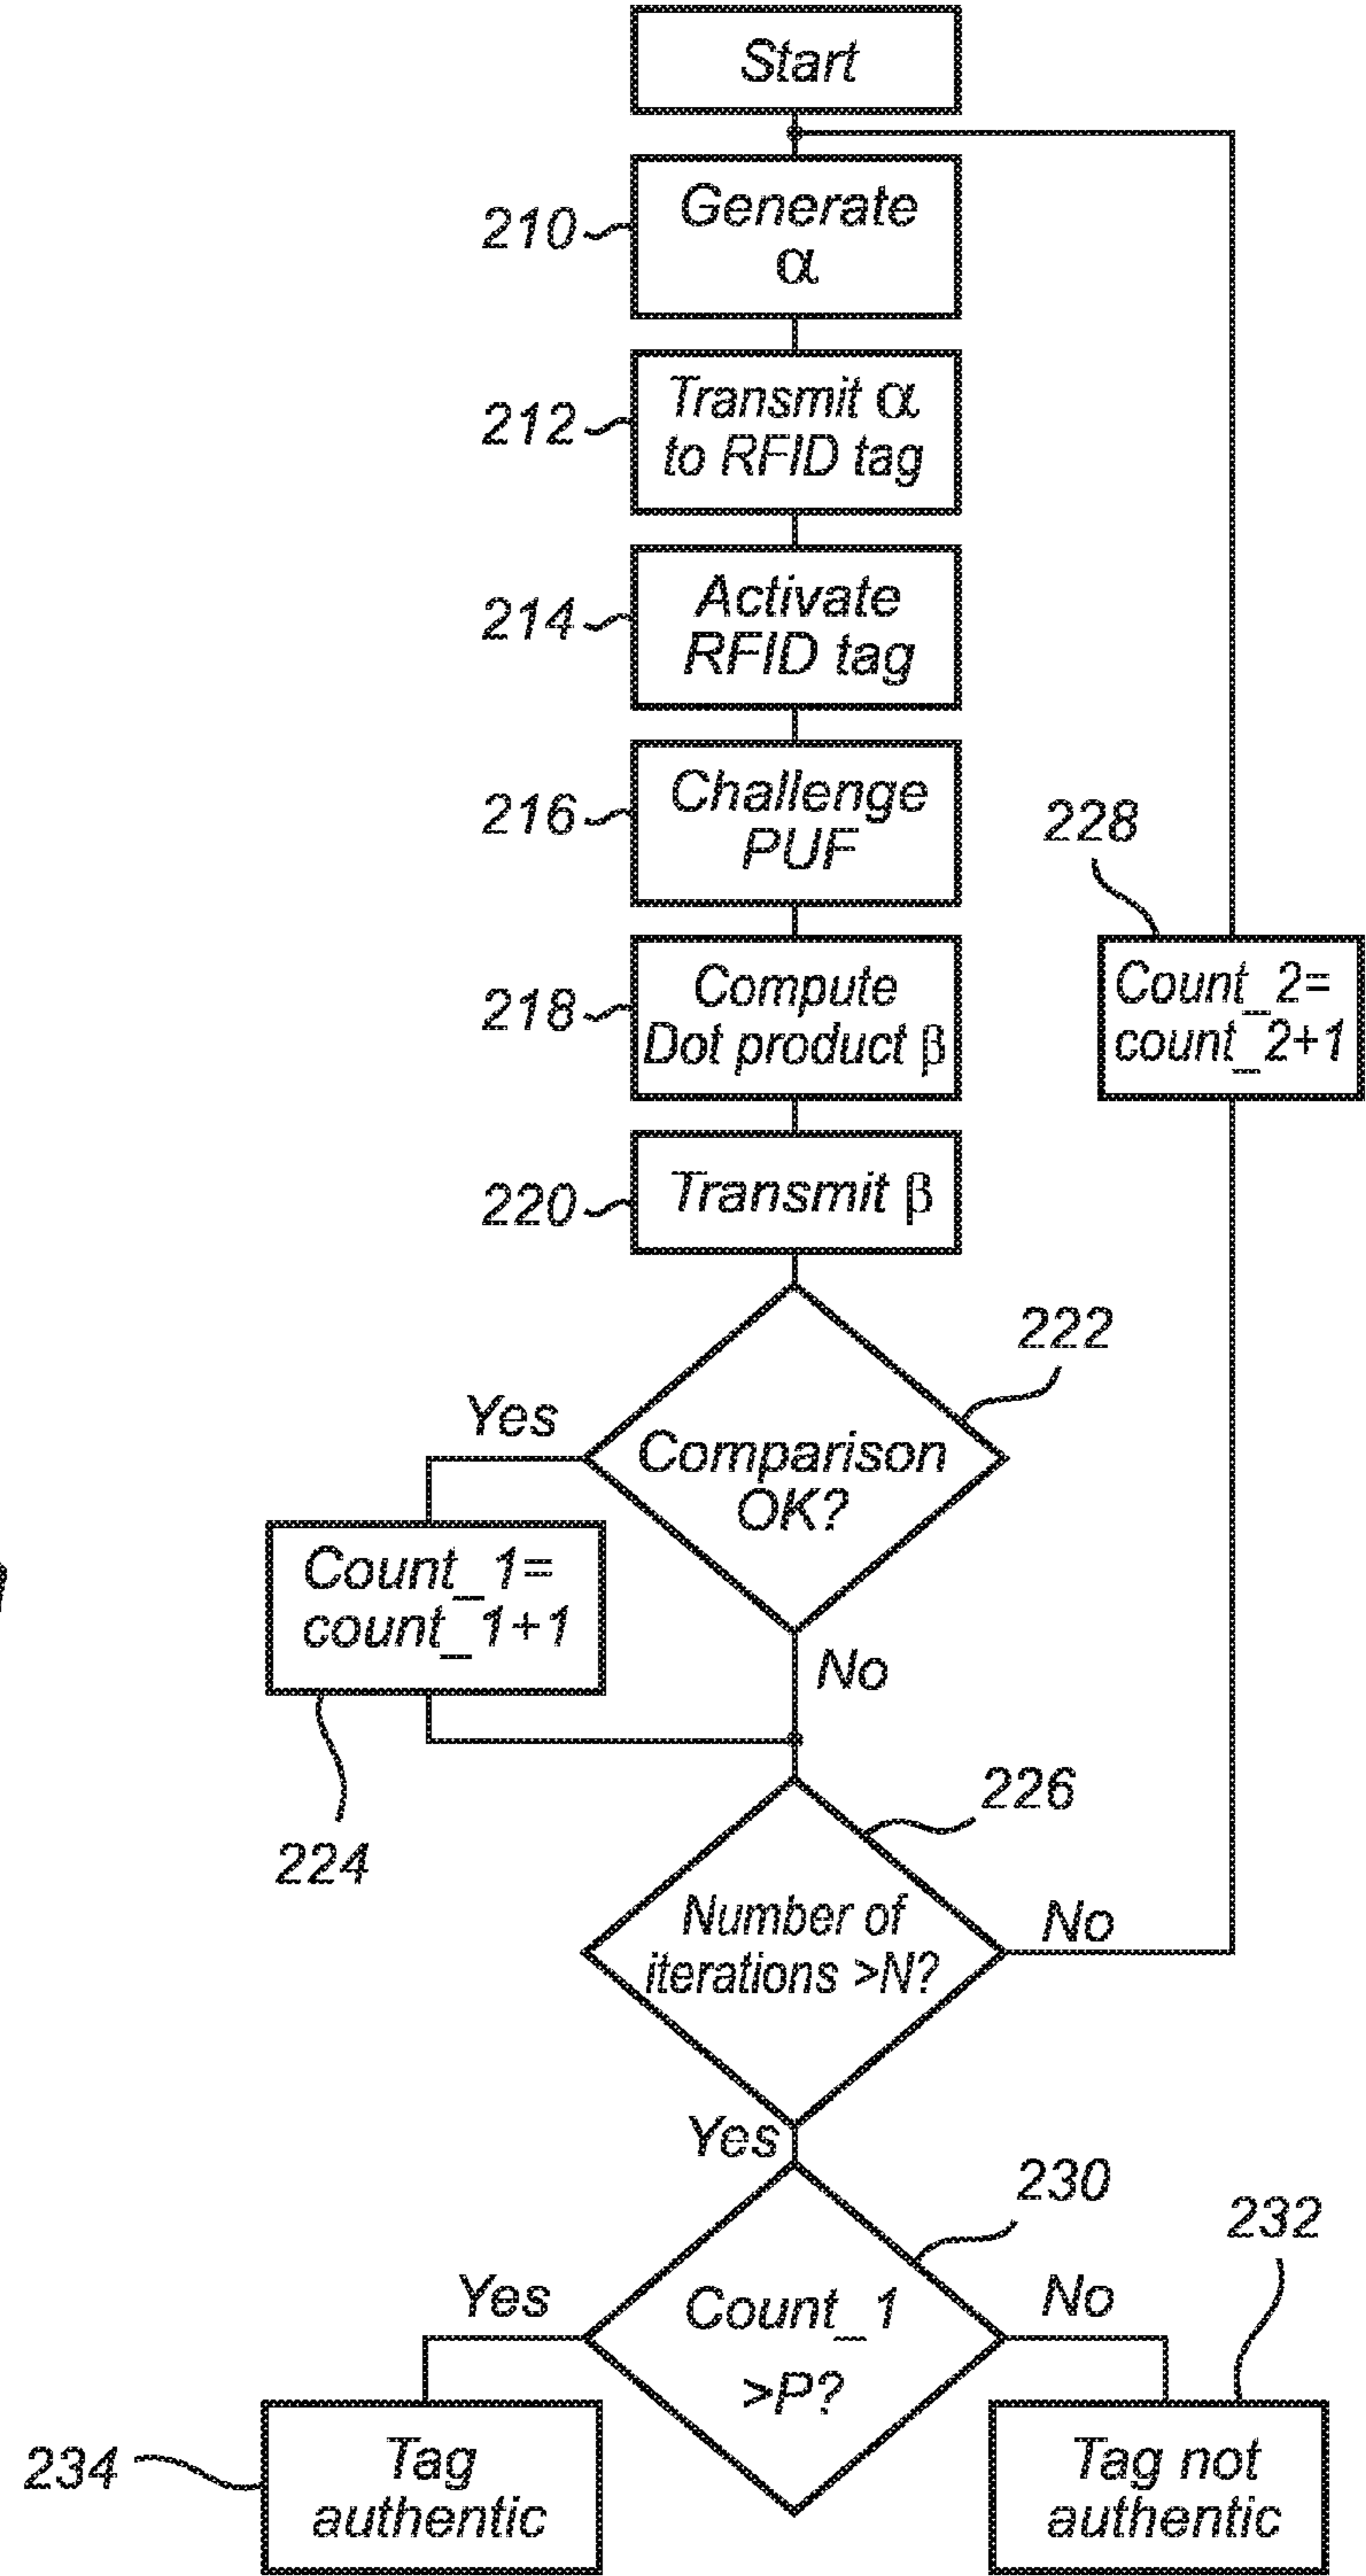 Start
210
Generate
α
212
Transmit α
to RFID tag
214
Activate
RFID tag
216
Challenge
PUF
228
218
Compute
Dot product β
Count_2=
count_2+1
220
Transmit β
222
Yes
Comparison
OK?
Count_1=
count_1+1
No
224
226
Number of
iterations >N?
No
Yes
230
232
Yes
Count_1
>P?
No
234
Tag
authentic
Tag not
authentic